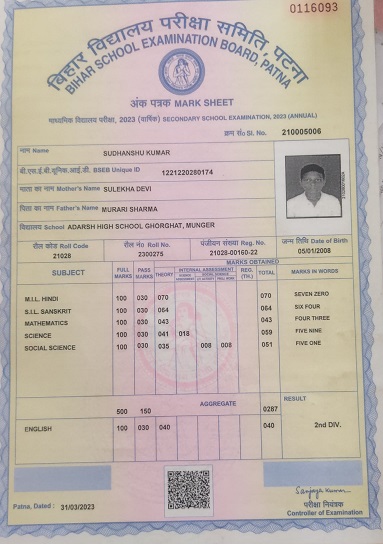 0116093
बिहार विद्यालय परीक्षा समिति, पटना
BIHAR SCHOOL EXAMINATION BOARD, PATNA
अंक पत्रक MARK SHEET
माध्यमिक विद्यालय परीक्षा, 2023 (वार्षिक) SECONDARY SCHOOL EXAMINATION, 2023 (ANNUAL)
क्रम सं० Sl. No. 210005006
नाम Name SUDHANSHU KUMAR
बी.एस.ई.बी.यूनिक.आई.डी. BSEB Unique ID 1221220280174
माता का नाम Mother's Name SULEKHA DEVI
पिता का नाम Father's Name MURARI SHARMA
विद्यालय School ADARSH HIGH SCHOOL GHORGHAT, MUNGER
रौल कोड Roll Code रौल नं० Roll No. पंजीयन संख्या Reg. No. जन्म तिथि Date of Birth
21028 2300275 21028-00160-22 05/01/2008
MARKS OBTAINED
SUBJECT FULL MARKS PASS MARKS THEORY INTERNAL ASSESSMENT REG. (TH.) TOTAL MARKS IN WORDS
M.I.L. HINDI 100 030 070 070 SEVEN ZERO
S.I.L. SANSKRIT 100 030 064 064 SIX FOUR
MATHEMATICS 100 030 043 043 FOUR THREE
SCIENCE 100 030 041 018 059 FIVE NINE
SOCIAL SCIENCE 100 030 035 008 008 051 FIVE ONE
AGGREGATE RESULT
500 150 0287
ENGLISH 100 030 040 040 2nd DIV.
Patna, Dated : 31/03/2023
Sanjay Kumar
परीक्षा नियंत्रक
Controller of Examination